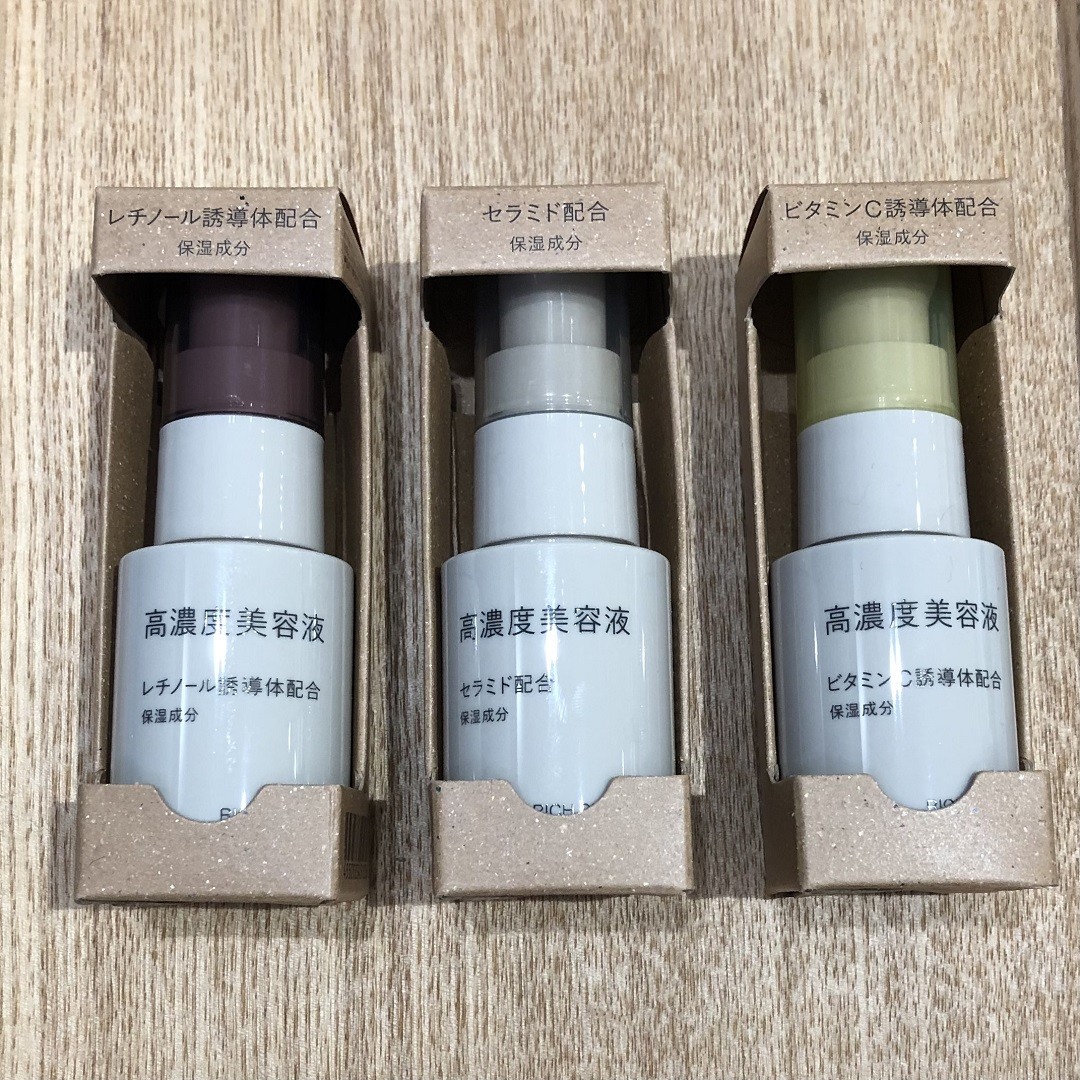 レチノール誘導体配合
保湿成分
高濃度美容液
レチノール誘導体配合
保湿成分
セラミド配合
保湿成分
高濃度美容液
セラミド配合
保湿成分
RICH
ビタミンC誘導体配合
保湿成分
高濃度美容液
ビタミンC誘導体配合
保湿成分